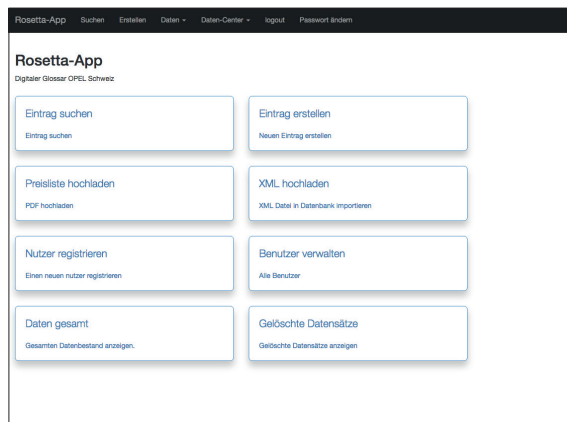 Rosetta-App Suchen Erstellen Daten Daten-Center logout Passwort ändern
Rosetta-App
Digitaler Glossar OPEL Schweiz
Eintrag suchen
Eintrag suchen
Eintrag erstellen
Neuen Eintrag erstellen
Preisliste hochladen
PDF hochladen
XML hochladen
XML Datei in Datenbank importieren
Nutzer registrieren
Einen neuen nutzer registrieren
Benutzer verwalten
Alle Benutzer
Daten gesamt
Gesamten Datenbestand anzeigen.
Gelöschte Datensätze
Gelöschte Datensätze anzeigen